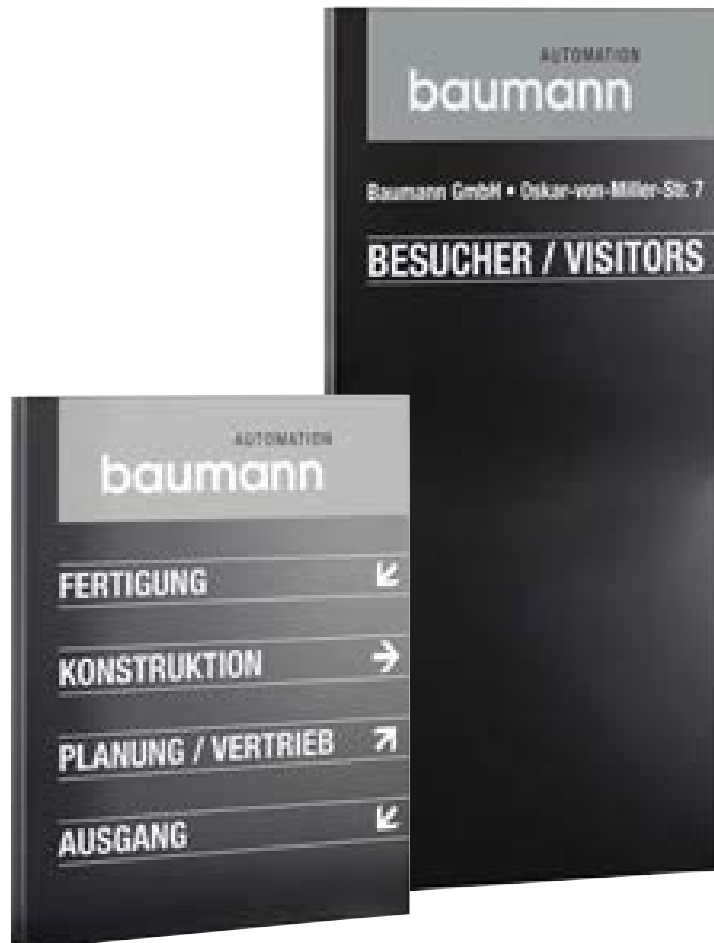 AUTOMATION
baumann
Baumann GmbH • Oskar-von-Miller-Str. 7
BESUCHER / VISITORS
AUTOMATION
baumann
FERTIGUNG ↙
KONSTRUKTION →
PLANUNG / VERTRIEB ↗
AUSGANG ↙